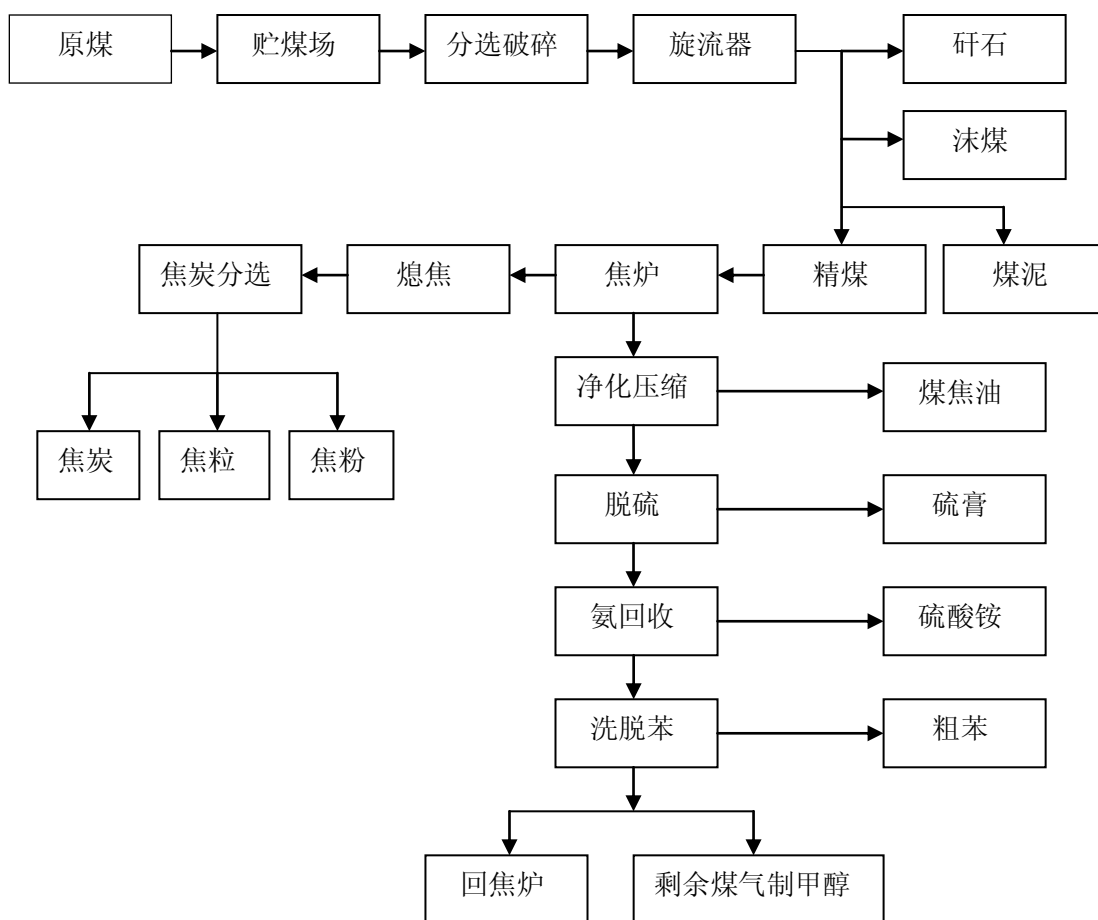 原煤
贮煤场
分选破碎
旋流器
矸石
沫煤
焦炭分选
熄焦
焦炉
精煤
煤泥
净化压缩
煤焦油
焦炭
焦粒
焦粉
脱硫
硫膏
氨回收
硫酸铵
洗脱苯
粗苯
回焦炉
剩余煤气制甲醇